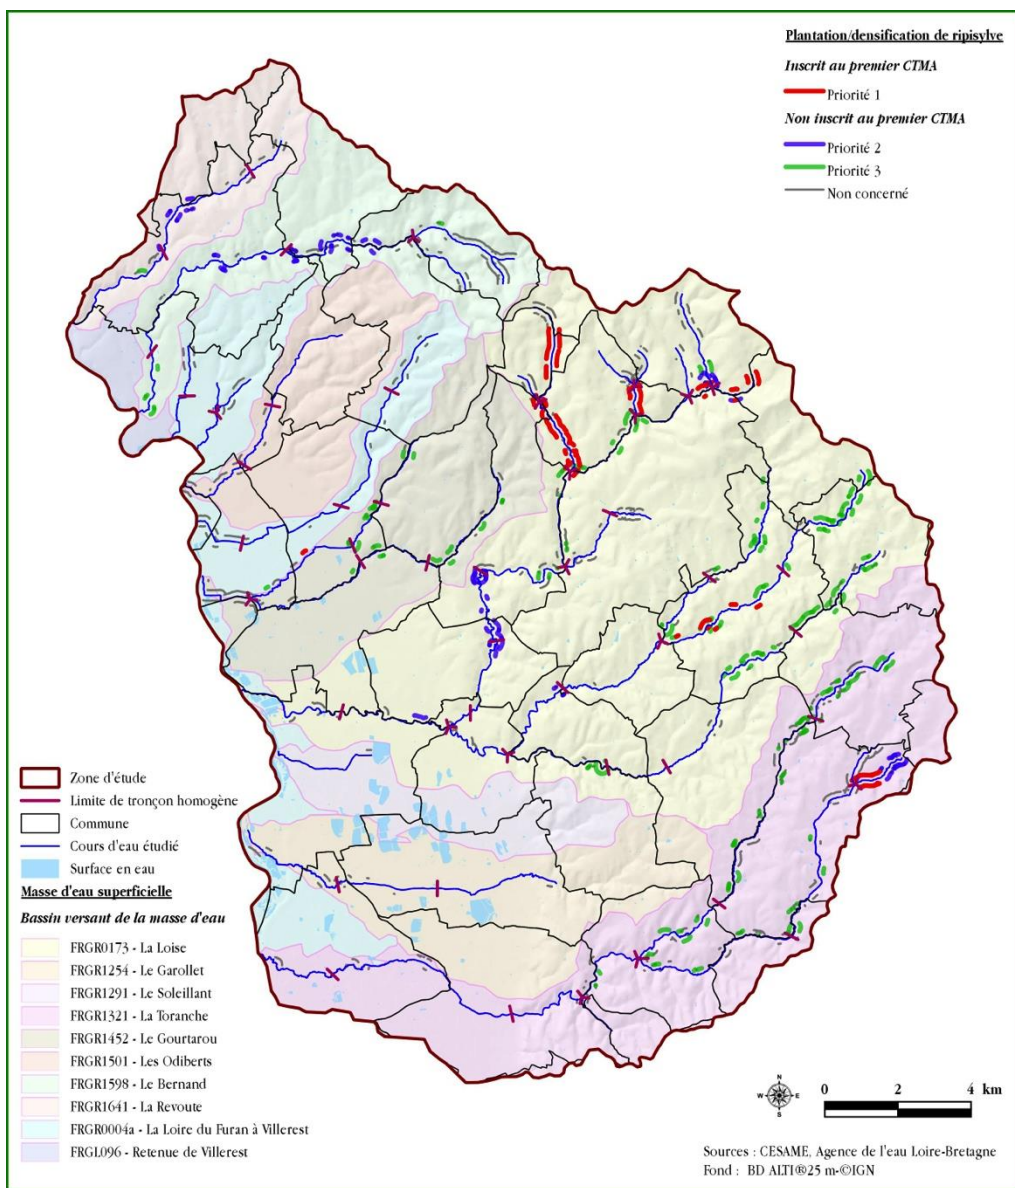 Plantation/densification de ripisylve
Inscrit au premier CTMA
Priorité 1
Non inscrit au premier CTMA
Priorité 2
Priorité 3
Non concerné
Zone d'étude
Limite de tronçon homogène
Commune
Cours d'eau étudié
Surface en eau
Masse d'eau superficielle
Bassin versant de la masse d'eau
FRGR0173 - La Loise
FRGR1254 - Le Garollet
FRGR1291 - Le Soleillant
FRGR1321 - La Toranche
FRGR1452 - Le Gourtarou
FRGR1501 - Les Odiberts
FRGR1598 - Le Bernand
FRGR1641 - La Revoute
FRGR0004a - La Loire du Furan à Villerest
FRGL096 - Retenue de Villerest
N
W E
S
0 2 4 km
Sources : CESAME, Agence de l'eau Loire-Bretagne
Fond : BD ALTI®25 m-©IGN